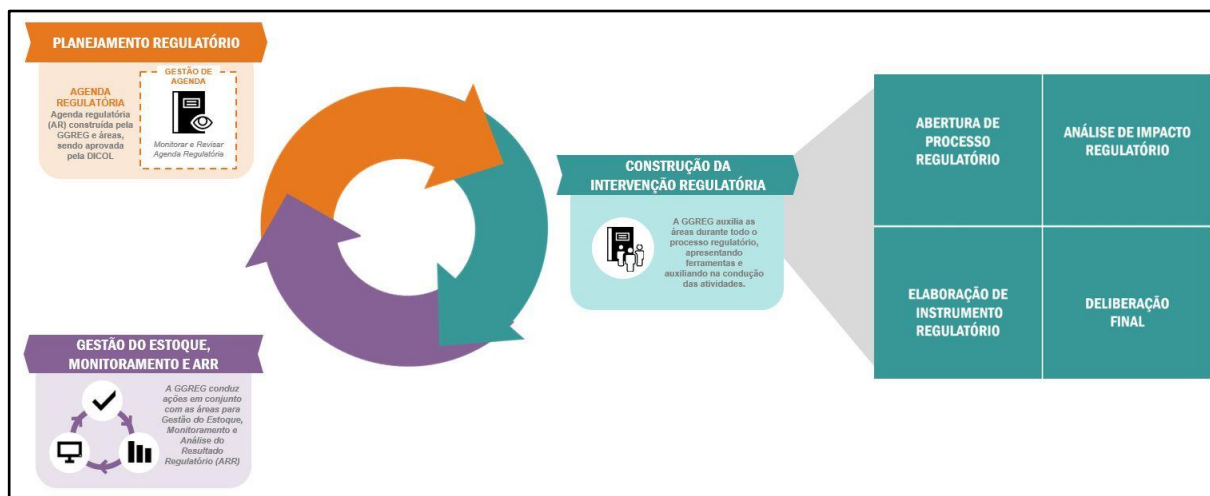 PLANEJAMENTO REGULATÓRIO
AGENDA
REGULATÓRIA
Agenda regulatória
(AR) construída pela
GGREG e áreas,
sendo aprovada
pela DICOL
GESTÃO DE
AGENDA
Monitorar e Revisar
Agenda Regulatória
CONSTRUÇÃO DA
INTERVENÇÃO REGULATÓRIA
A GGREG auxilia as
áreas durante todo o
processo regulatório,
apresentando
ferramentas e
auxiliando na condução
das atividades.
ABERTURA DE
PROCESSO
REGULATÓRIO
ANÁLISE DE IMPACTO
REGULATÓRIO
ELABORAÇÃO DE
INSTRUMENTO
REGULATÓRIO
DELIBERAÇÃO
FINAL
GESTÃO DO ESTOQUE,
MONITORAMENTO E ARR
A GGREG conduz
ações em conjunto
com as áreas para
Gestão do Estoque,
Monitoramento e
Análise do
Resultado
Regulatório (ARR)